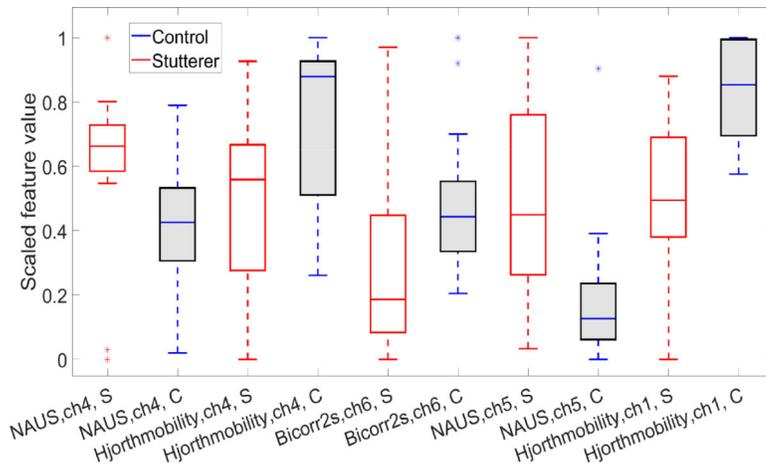 Control
Stutterer
Scaled feature value
1
0.8
0.6
0.4
0.2
0
NAUS,ch4, S
NAUS,ch4, C
Hjorthmobility,ch4, S
Hjorthmobility,ch4, C
Bicorr2s,ch6, S
Bicorr2s,ch6, C
NAUS,ch5, S
NAUS,ch5, C
Hjorthmobility,ch1, S
Hjorthmobility,ch1, C